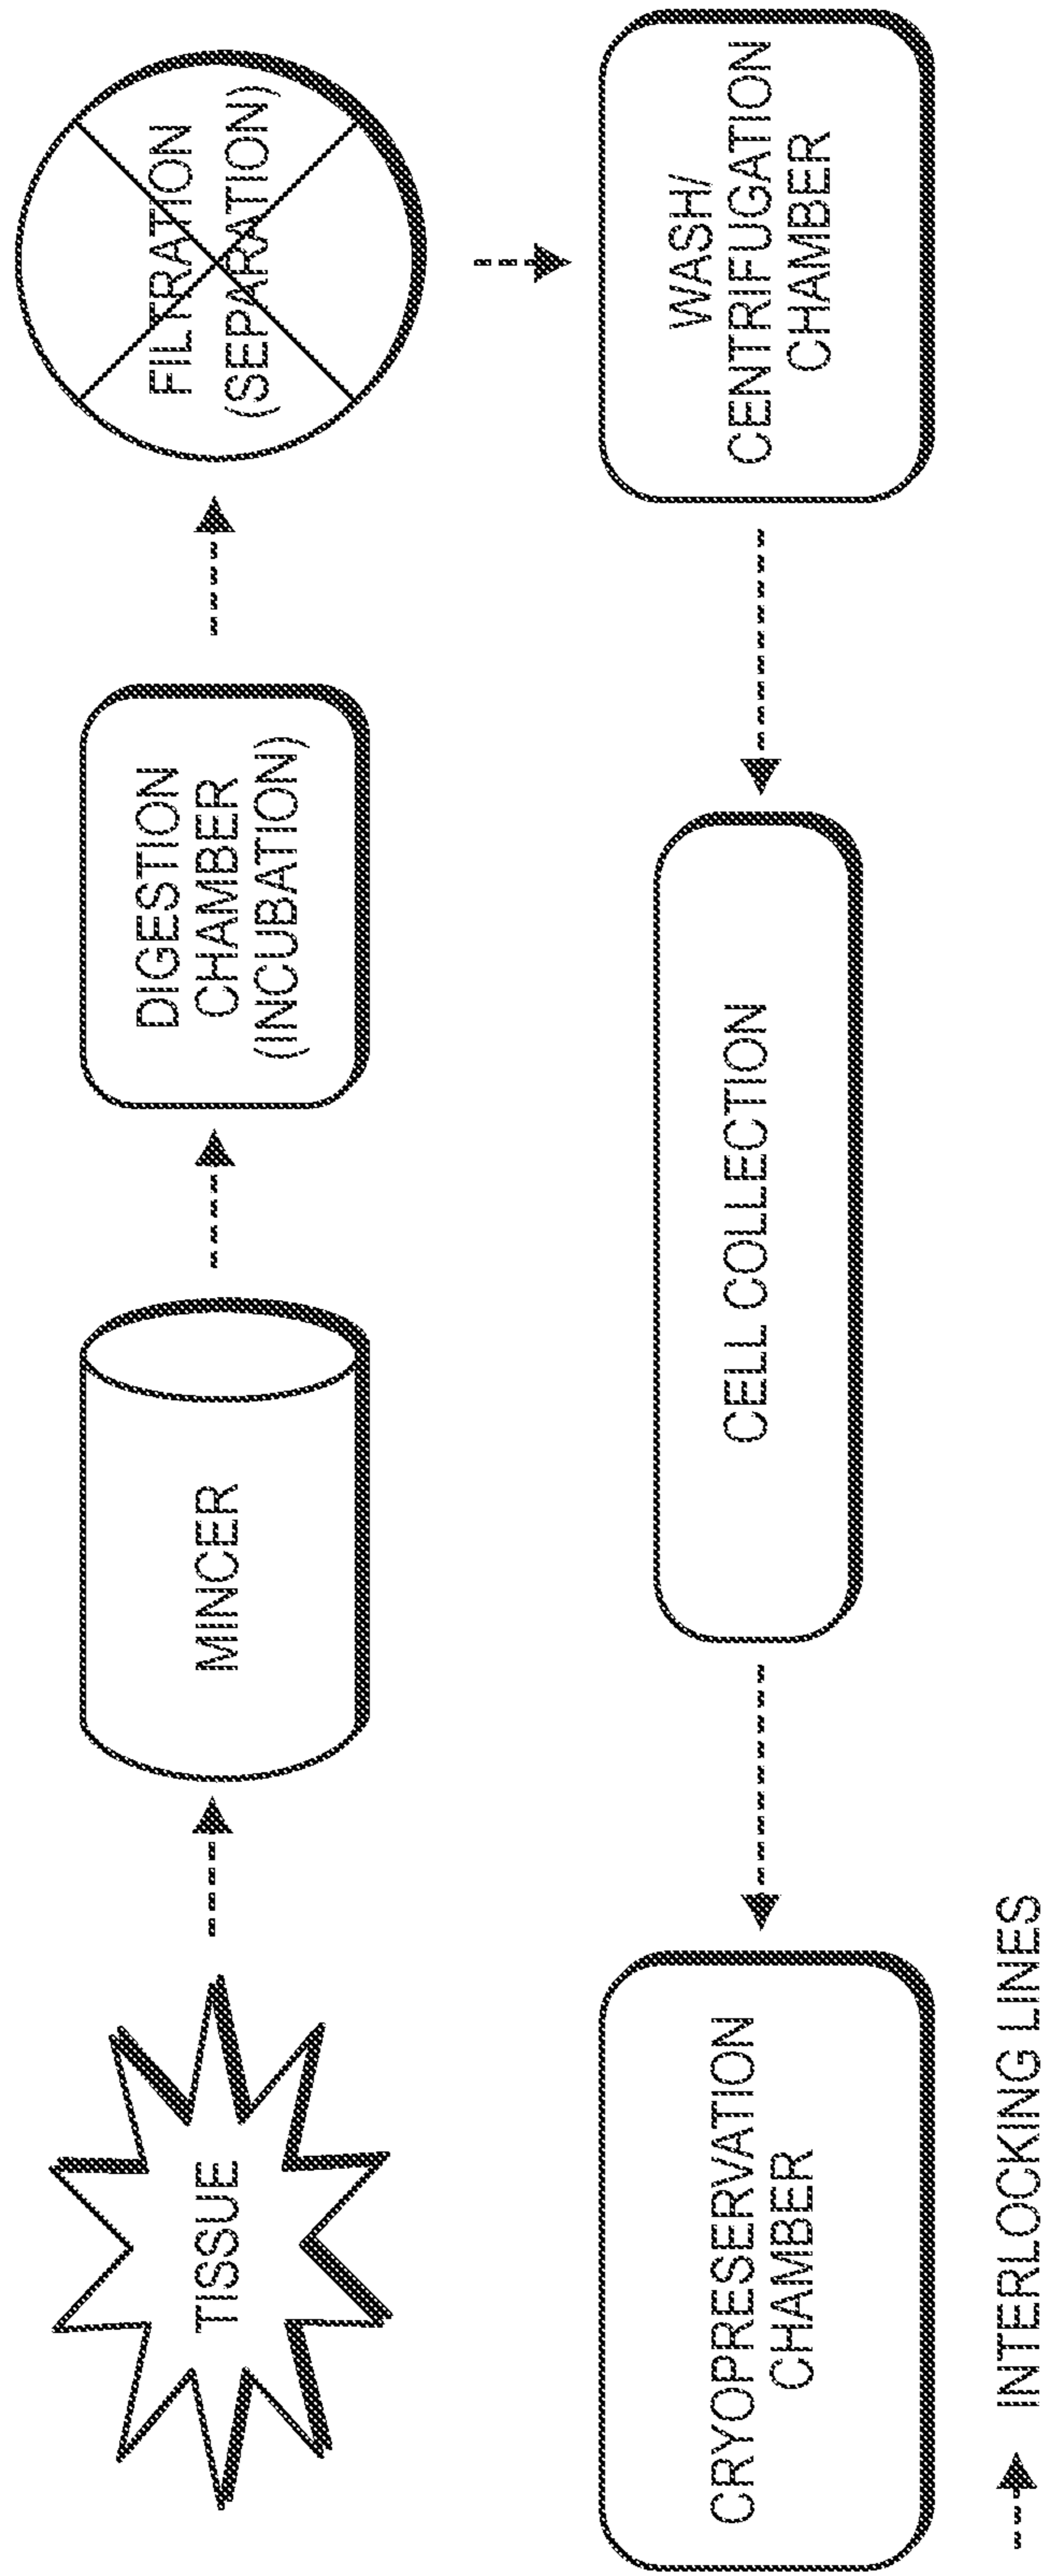 TISSUE
MINCER
DIGESTION
CHAMBER
(INCUBATION)
FILTRATION
(SEPARATION)
WASH/
CENTRIFUGATION
CHAMBER
CELL COLLECTION
CRYOPRESERVATION
CHAMBER
INTERLOCKING LINES